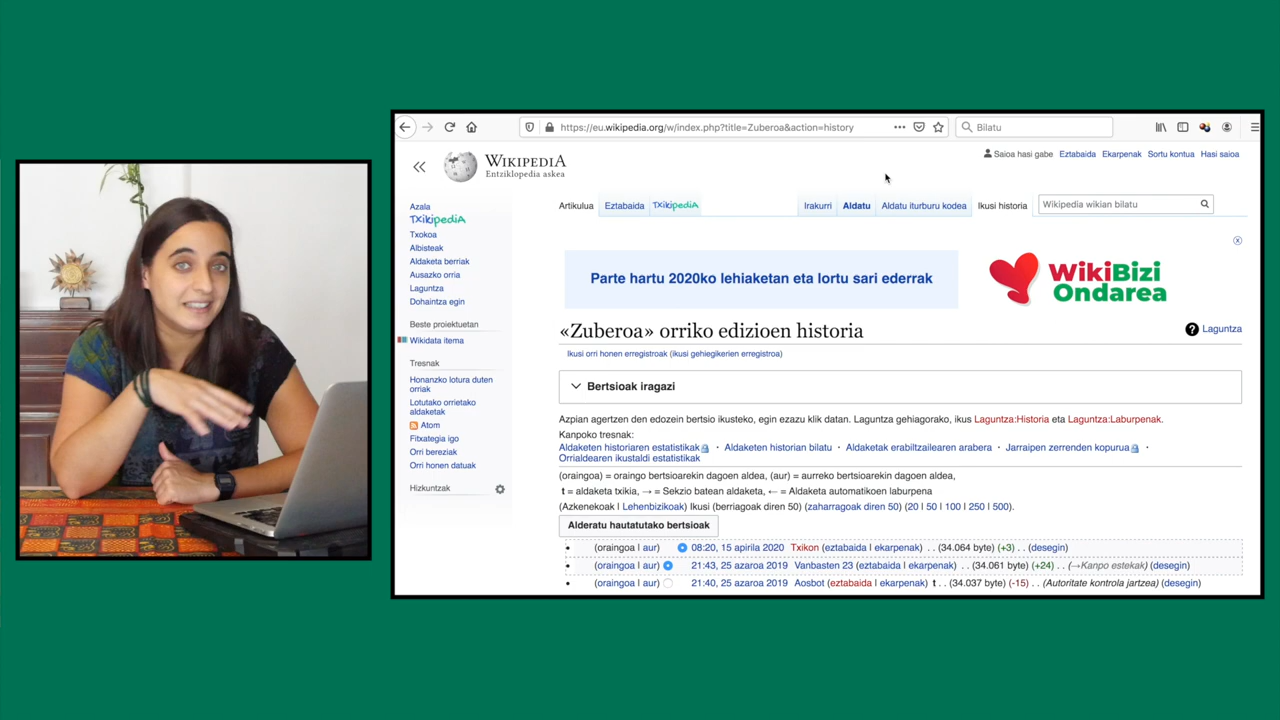 https://eu.wikipedia.org/w/index.php?title=Zuberoa&action=history
Bilatu
WIKIPEDIA
Entziklopedia askea
Saioa hasi gabe Eztabaida Ekarpenak Sortu kontua Hasi saioa
Artikulua Eztabaida TXikipediA Irakurri Aldatu Aldatu iturburu kodea Ikusi historia Wikipedia wikian bilatu
Azala
TXikipediA
Txokoa
Albisteak
Aldaketa berriak
Ausazko orria
Laguntza
Dohaintza egin
Beste proiektuetan
Wikidata itema
Tresnak
Honanzko lotura duten
orriak
Lotutako orrietako
aldaketak
Atom
Fitxategia igo
Orri bereziak
Orri honen datuak
Hizkuntzak
Parte hartu 2020ko lehiaketan eta lortu sari ederrak
WikiBizi
Ondarea
«Zuberoa» orriko edizioen historia
? Laguntza
Ikusi orri honen erregistroak (ikusi gehiegikerien erregistroa)
Bertsioak iragazi
Azpian agertzen den edozein bertsio ikusteko, egin ezazu klik datan. Laguntza gehiagorako, ikus Laguntza:Historia eta Laguntza:Laburpenak.
Kanpoko tresnak:
Aldaketen historiaren estatistikak · Aldaketen historian bilatu · Aldaketak erabiltzailearen arabera · Jarraipen zerrenden kopurua ·
Orrialdearen ikustaldi estatistikak
(oraingoa) = oraingo bertsioarekin dagoen aldea, (aur) = aurreko bertsioarekin dagoen aldea,
t = aldaketa txikia, → = Sekzio batean aldaketa, ← = Aldaketa automatikoen laburpena
(Azkenekoak | Lehenbizikoak) Ikusi (berriagoak diren 50) (zaharragoak diren 50) (20 | 50 | 100 | 250 | 500).
Alderatu hautatutako bertsioak
• (oraingoa | aur) 08:20, 15 apirila 2020 Txikon (eztabaida | ekarpenak) . . (34.064 byte) (+3) . . (desegin)
• (oraingoa | aur) 21:43, 25 azaroa 2019 Vanbasten 23 (eztabaida | ekarpenak) . . (34.061 byte) (+24) . . (→Kanpo estekak) (desegin)
• (oraingoa | aur) 21:40, 25 azaroa 2019 Aosbot (eztabaida | ekarpenak) t . . (34.037 byte) (-15) . . (Autoritate kontrola jartzea) (desegin)